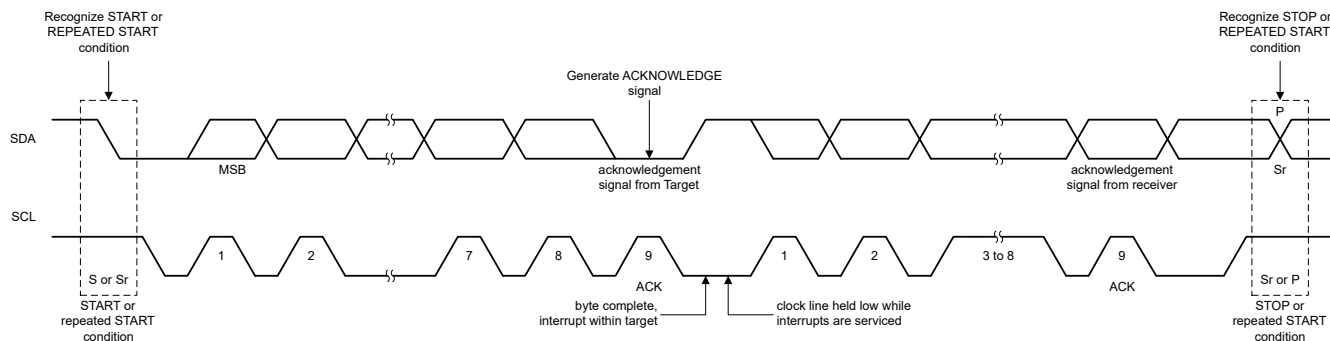 Recognize START or
REPEATED START
condition
Recognize STOP or
REPEATED START
condition
Generate ACKNOWLEDGE
signal
P
SDA
MSB
acknowledgement
signal from Target
acknowledgement
signal from receiver
Sr
SCL
1
2
7
8
9
1
2
3 to 8
9
S or Sr
ACK
ACK
Sr or P
START or
repeated START
condition
byte complete,
interrupt within target
clock line held low while
interrupts are serviced
STOP or
repeated START
condition